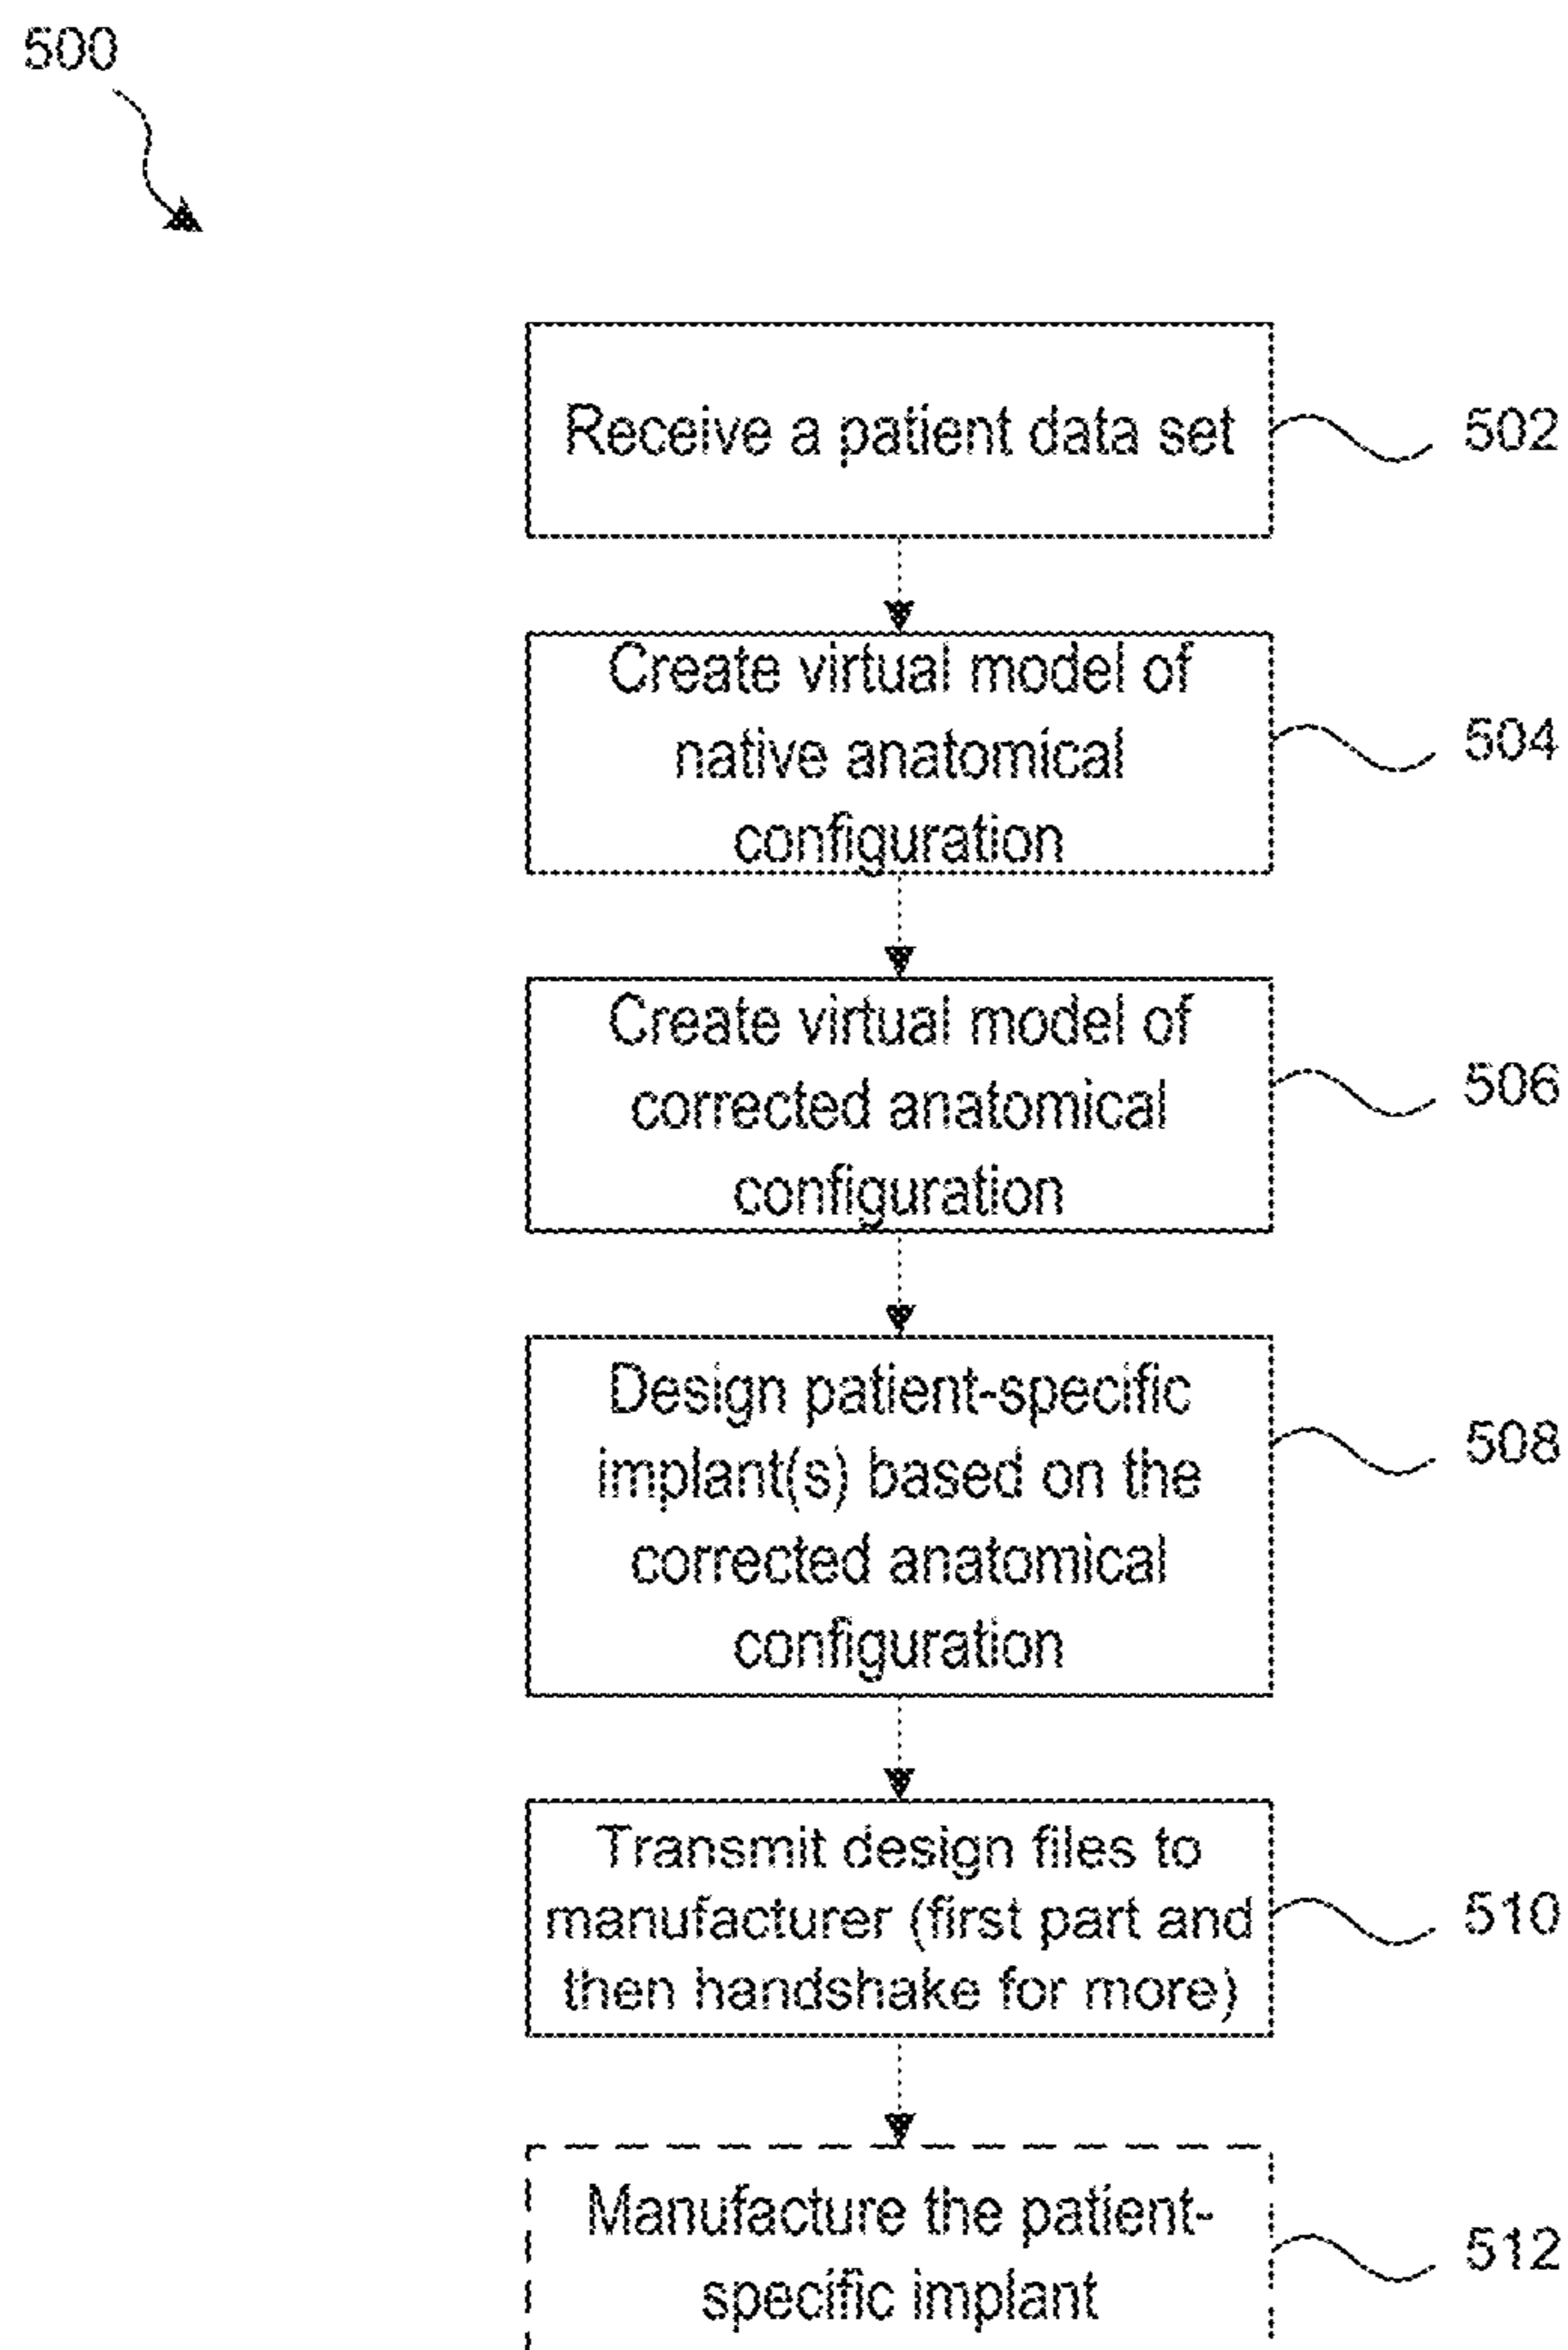 500
Receive a patient data set
502
Create virtual model of
native anatomical
configuration
504
Create virtual model of
corrected anatomical
configuration
506
Design patient-specific
implant(s) based on the
corrected anatomical
configuration
508
Transmit design files to
manufacturer (first part and
then handshake for more)
510
Manufacture the patient-
specific implant
512